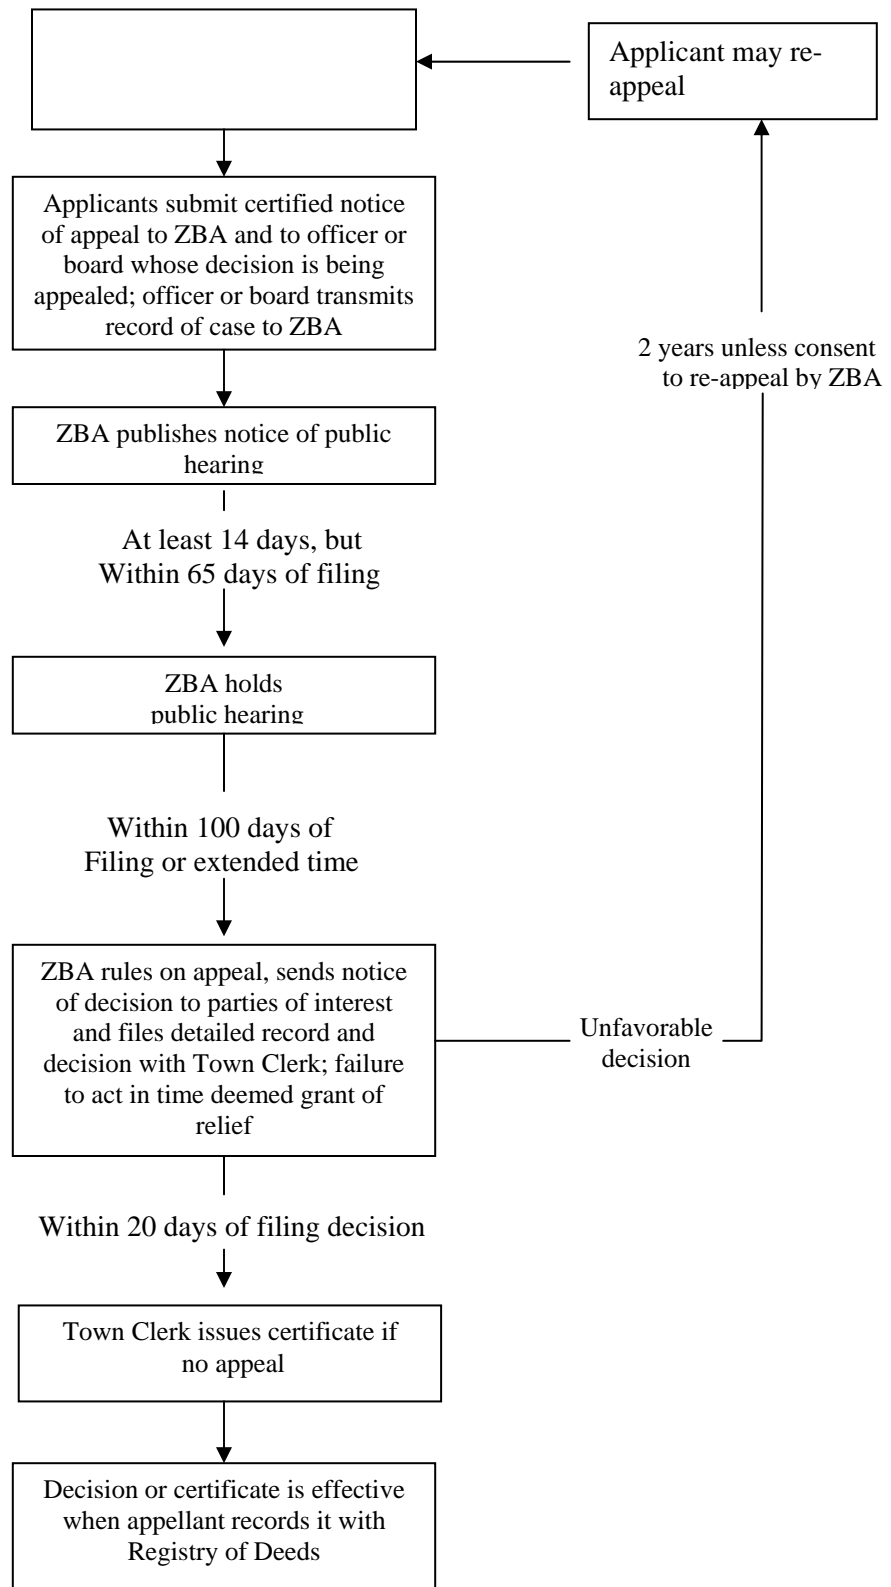 Applicant may re-
appeal
Applicants submit certified notice
of appeal to ZBA and to officer or
board whose decision is being
appealed; officer or board transmits
record of case to ZBA
2 years unless consent
to re-appeal by ZBA
ZBA publishes notice of public
hearing
At least 14 days, but
Within 65 days of filing
ZBA holds
public hearing
Within 100 days of
Filing or extended time
ZBA rules on appeal, sends notice
of decision to parties of interest
and files detailed record and
decision with Town Clerk; failure
to act in time deemed grant of
relief
Unfavorable
decision
Within 20 days of filing decision
Town Clerk issues certificate if
no appeal
Decision or certificate is effective
when appellant records it with
Registry of Deeds